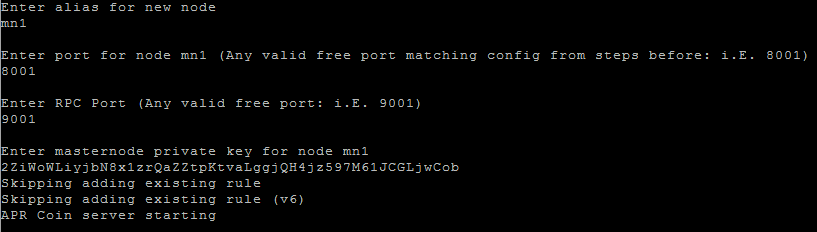 Enter alias for new node
mn1
Enter port for node mn1 (Any valid free port matching config from steps before: i.E. 8001)
8001
Enter RPC Port (Any valid free port: i.E. 9001)
9001
Enter masternode private key for node mn1
2ZiWoWLiyjbN8x1zrQaZZtpKtvaLggjQH4jz597M61JCGLjwCob
Skipping adding existing rule
Skipping adding existing rule (v6)
APR Coin server starting